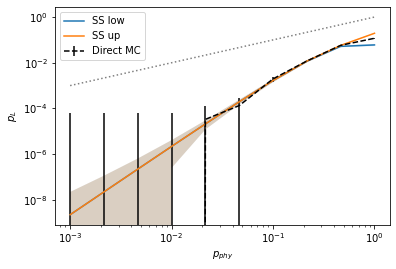 SS low
SS up
Direct MC
10⁰
10⁻²
10⁻⁴
10⁻⁶
10⁻⁸
p_L
10⁻³ 10⁻² 10⁻¹ 10⁰
p_phy